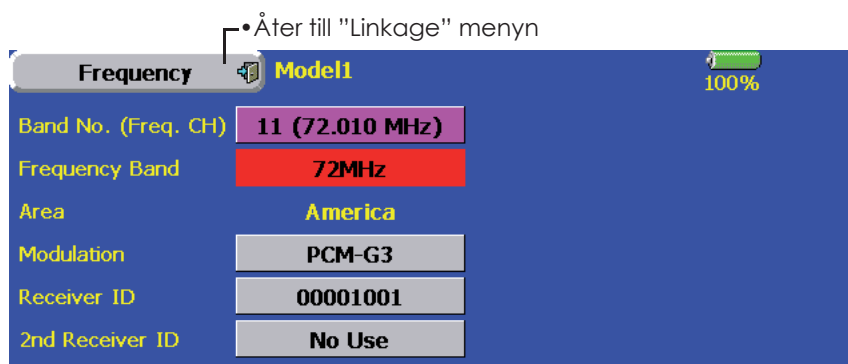 •Åter till ”Linkage” menyn
Frequency Model1 100%
Band No. (Freq. CH) 11 (72.010 MHz)
Frequency Band 72MHz
Area America
Modulation PCM-G3
Receiver ID 00001001
2nd Receiver ID No Use